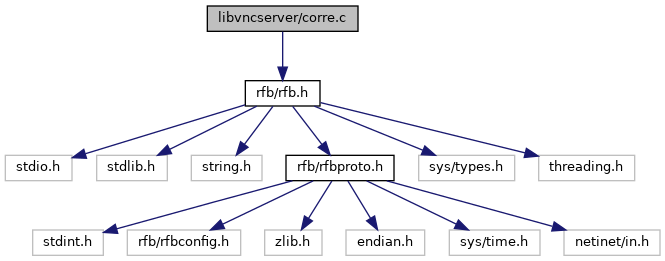 libvncserver/corre.c
rfb/rfb.h
stdio.h
stdlib.h
string.h
rfb/rfbproto.h
sys/types.h
threading.h
stdint.h
rfb/rfbconfig.h
zlib.h
endian.h
sys/time.h
netinet/in.h